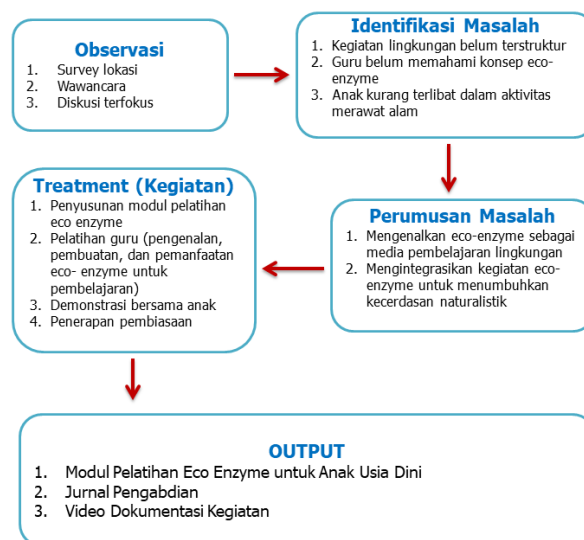 Observasi
1. Survey lokasi
2. Wawancara
3. Diskusi terfokus
Identifikasi Masalah
1. Kegiatan lingkungan belum terstruktur
2. Guru belum memahami konsep eco-
enzyme
3. Anak kurang terlibat dalam aktivitas
merawat alam
Perumusan Masalah
1. Mengenalkan eco-enzyme sebagai
media pembelajaran lingkungan
2. Mengintegrasikan kegiatan eco-
enzyme untuk menumbuhkan
kecerdasan naturalistik
Treatment (Kegiatan)
1. Penyusunan modul pelatihan
eco enzyme
2. Pelatihan guru (pengenalan,
pembuatan, dan pemanfaatan
eco- enzyme untuk
pembelajaran)
3. Demonstrasi bersama anak
4. Penerapan pembiasaan
OUTPUT
1. Modul Pelatihan Eco Enzyme untuk Anak Usia Dini
2. Jurnal Pengabdian
3. Video Dokumentasi Kegiatan